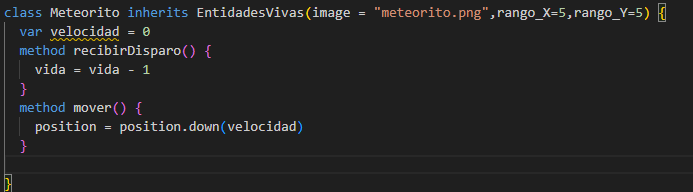 class Meteorito inherits EntidadesVivas(image = "meteorito.png",rango_X=5,rango_Y=5) {
  var velocidad = 0
  method recibirDisparo() {
    vida = vida - 1
  }
  method mover() {
    position = position.down(velocidad)
  }
}